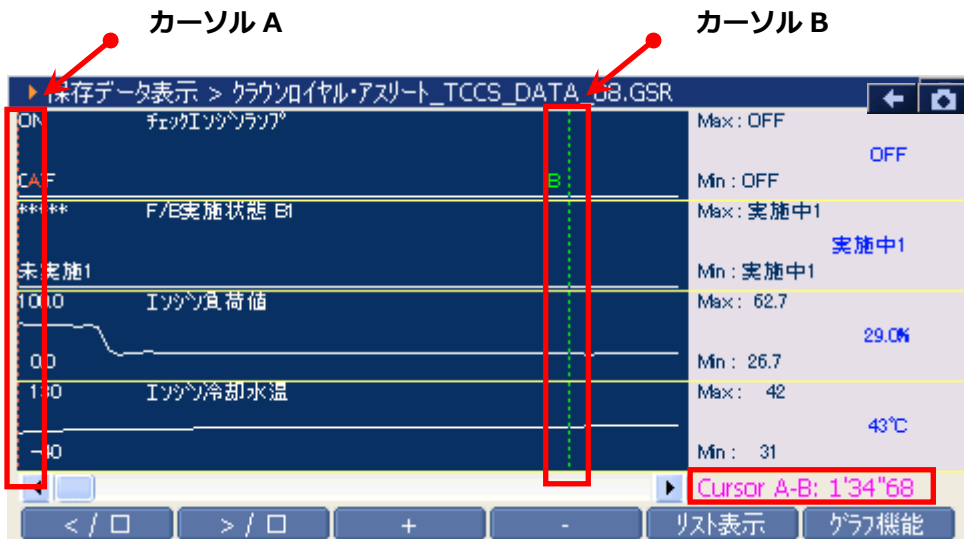 カーソル A
カーソル B
保存データ表示 > クラウンロイヤル・アスリート_TCCS_DATA_08.GSR
ON チェックエンジンランプ Max : OFF
OFF
OFF B Min : OFF
***** F/B実施状態 B1 Max : 実施中1
実施中1
未実施1 Min : 実施中1
100.0 エンジン負荷値 Max : 62.7
29.0%
0.0 Min : 26.7
130 エンジン冷却水温 Max : 42
43℃
-40 Min : 31
Cursor A-B: 1'34"68
< / □ > / □ + - リスト表示 グラフ機能